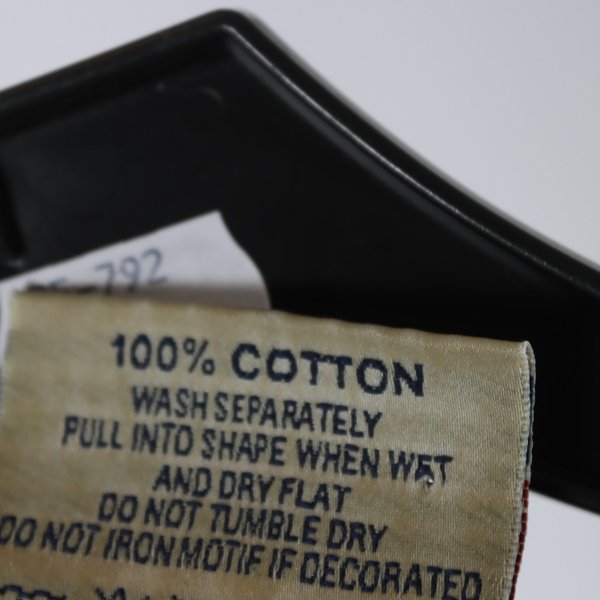 -792
100% COTTON
WASH SEPARATELY
PULL INTO SHAPE WHEN WET
AND DRY FLAT
DO NOT TUMBLE DRY
DO NOT IRON MOTIF IF DECORATED